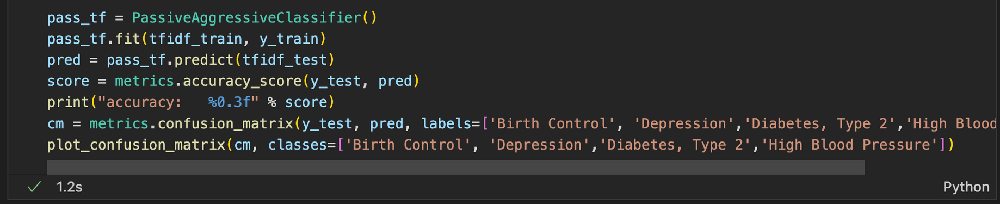 pass_tf = PassiveAggressiveClassifier()
pass_tf.fit(tfidf_train, y_train)
pred = pass_tf.predict(tfidf_test)
score = metrics.accuracy_score(y_test, pred)
print("accuracy:   %0.3f" % score)
cm = metrics.confusion_matrix(y_test, pred, labels=['Birth Control', 'Depression','Diabetes, Type 2','High Blood
plot_confusion_matrix(cm, classes=['Birth Control', 'Depression','Diabetes, Type 2','High Blood Pressure'])
✓ 1.2s Python